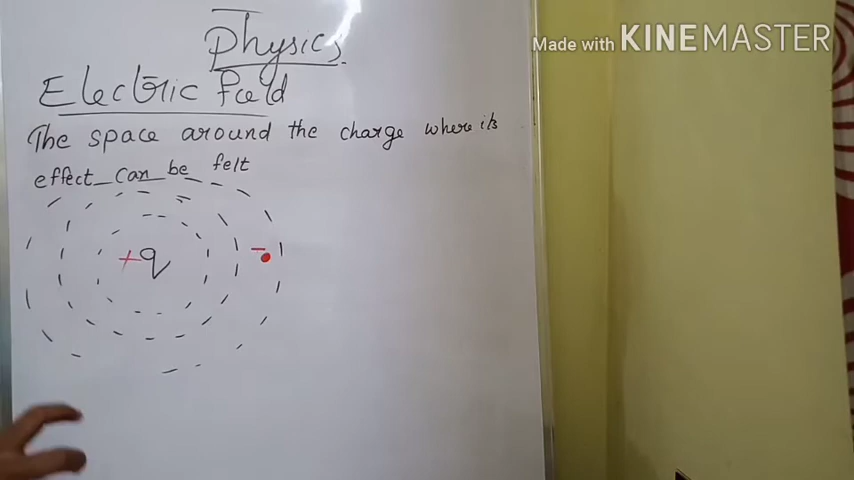 Physics.
Electric field
The space around the charge where its
effect can be felt
+q
-
Made with KINEMASTER